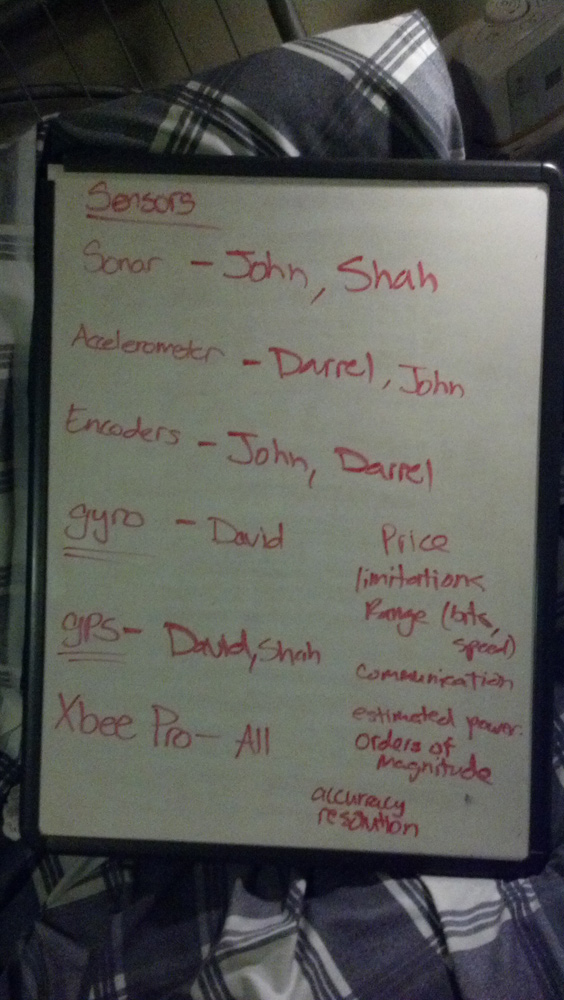 Sensors
Sonar - John, Shah
Accelerometer - Darrel, John
Encoders - John, Darrel
gyro - David
gps- David, Shah
Xbee Pro- All
Price
limitations
Range (bits,
speed)
communication
estimated power.
Orders of
Magnitude
accuracy
resolution